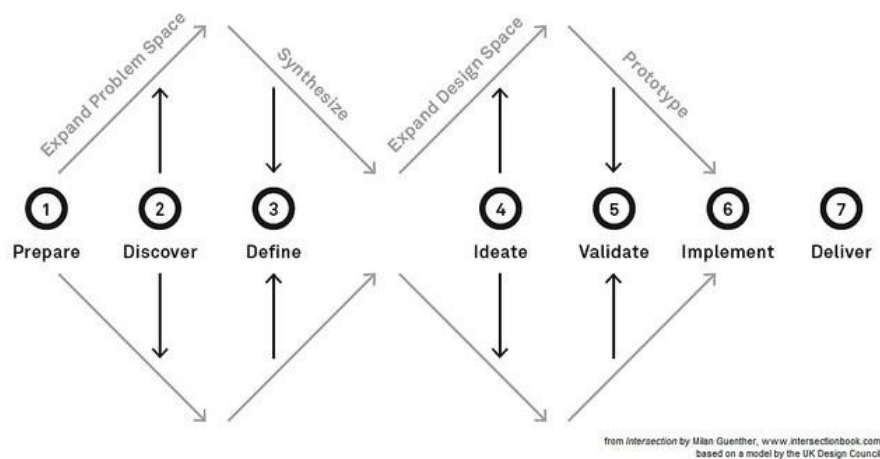 Expand Problem Space
Synthesize
Expand Design Space
Prototype
1
2
3
4
5
6
7
Prepare
Discover
Define
Ideate
Validate
Implement
Deliver
from Intersection by Milan Guenther, www.intersectionbook.com
based on a model by the UK Design Council